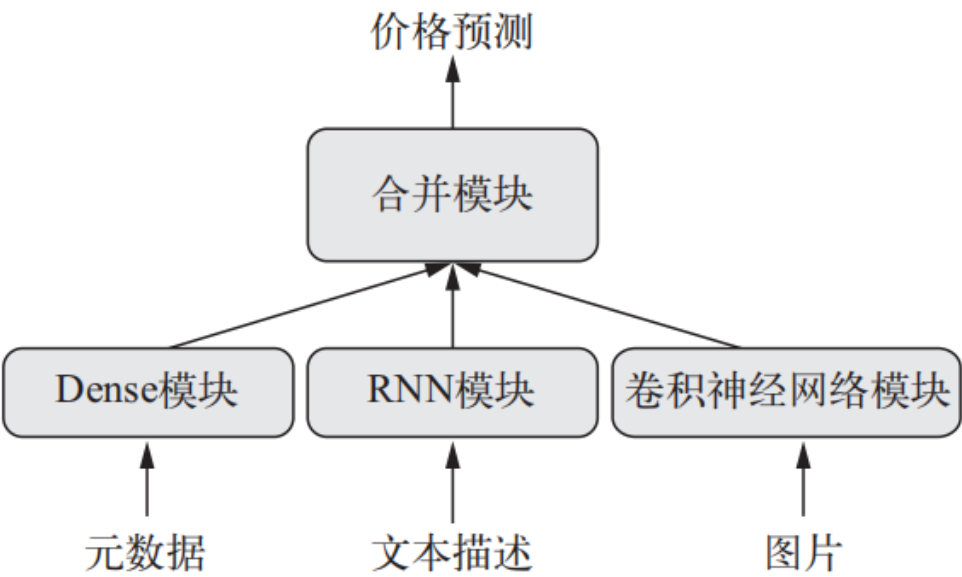 价格预测
合并模块
Dense模块
RNN模块
卷积神经网络模块
元数据
文本描述
图片